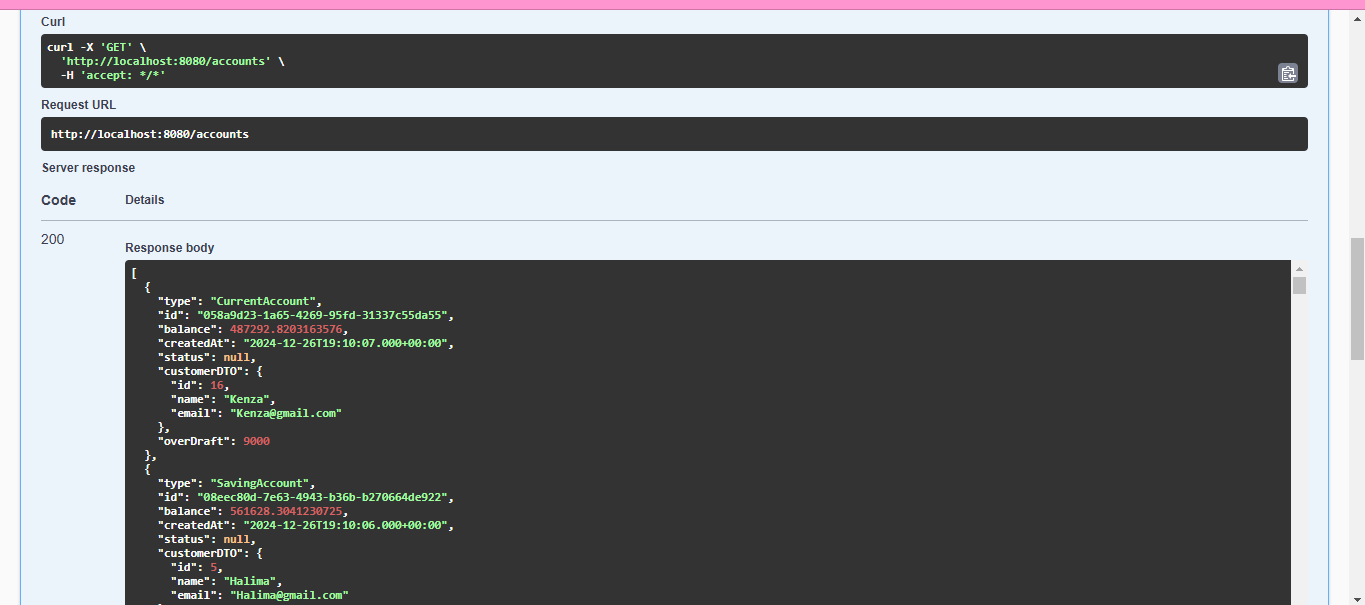 Curl
curl -X 'GET' \
  'http://localhost:8080/accounts' \
  -H 'accept: */*'
Request URL
http://localhost:8080/accounts
Server response
Code Details
200
Response body
[
  {
    "type": "CurrentAccount",
    "id": "058a9d23-1a65-4269-95fd-31337c55da55",
    "balance": 487292.8203163576,
    "createdAt": "2024-12-26T19:10:07.000+00:00",
    "status": null,
    "customerDTO": {
      "id": 16,
      "name": "Kenza",
      "email": "Kenza@gmail.com"
    },
    "overDraft": 9000
  },
  {
    "type": "SavingAccount",
    "id": "08eec80d-7e63-4943-b36b-b270664de922",
    "balance": 561628.3041230725,
    "createdAt": "2024-12-26T19:10:06.000+00:00",
    "status": null,
    "customerDTO": {
      "id": 5,
      "name": "Halima",
      "email": "Halima@gmail.com"